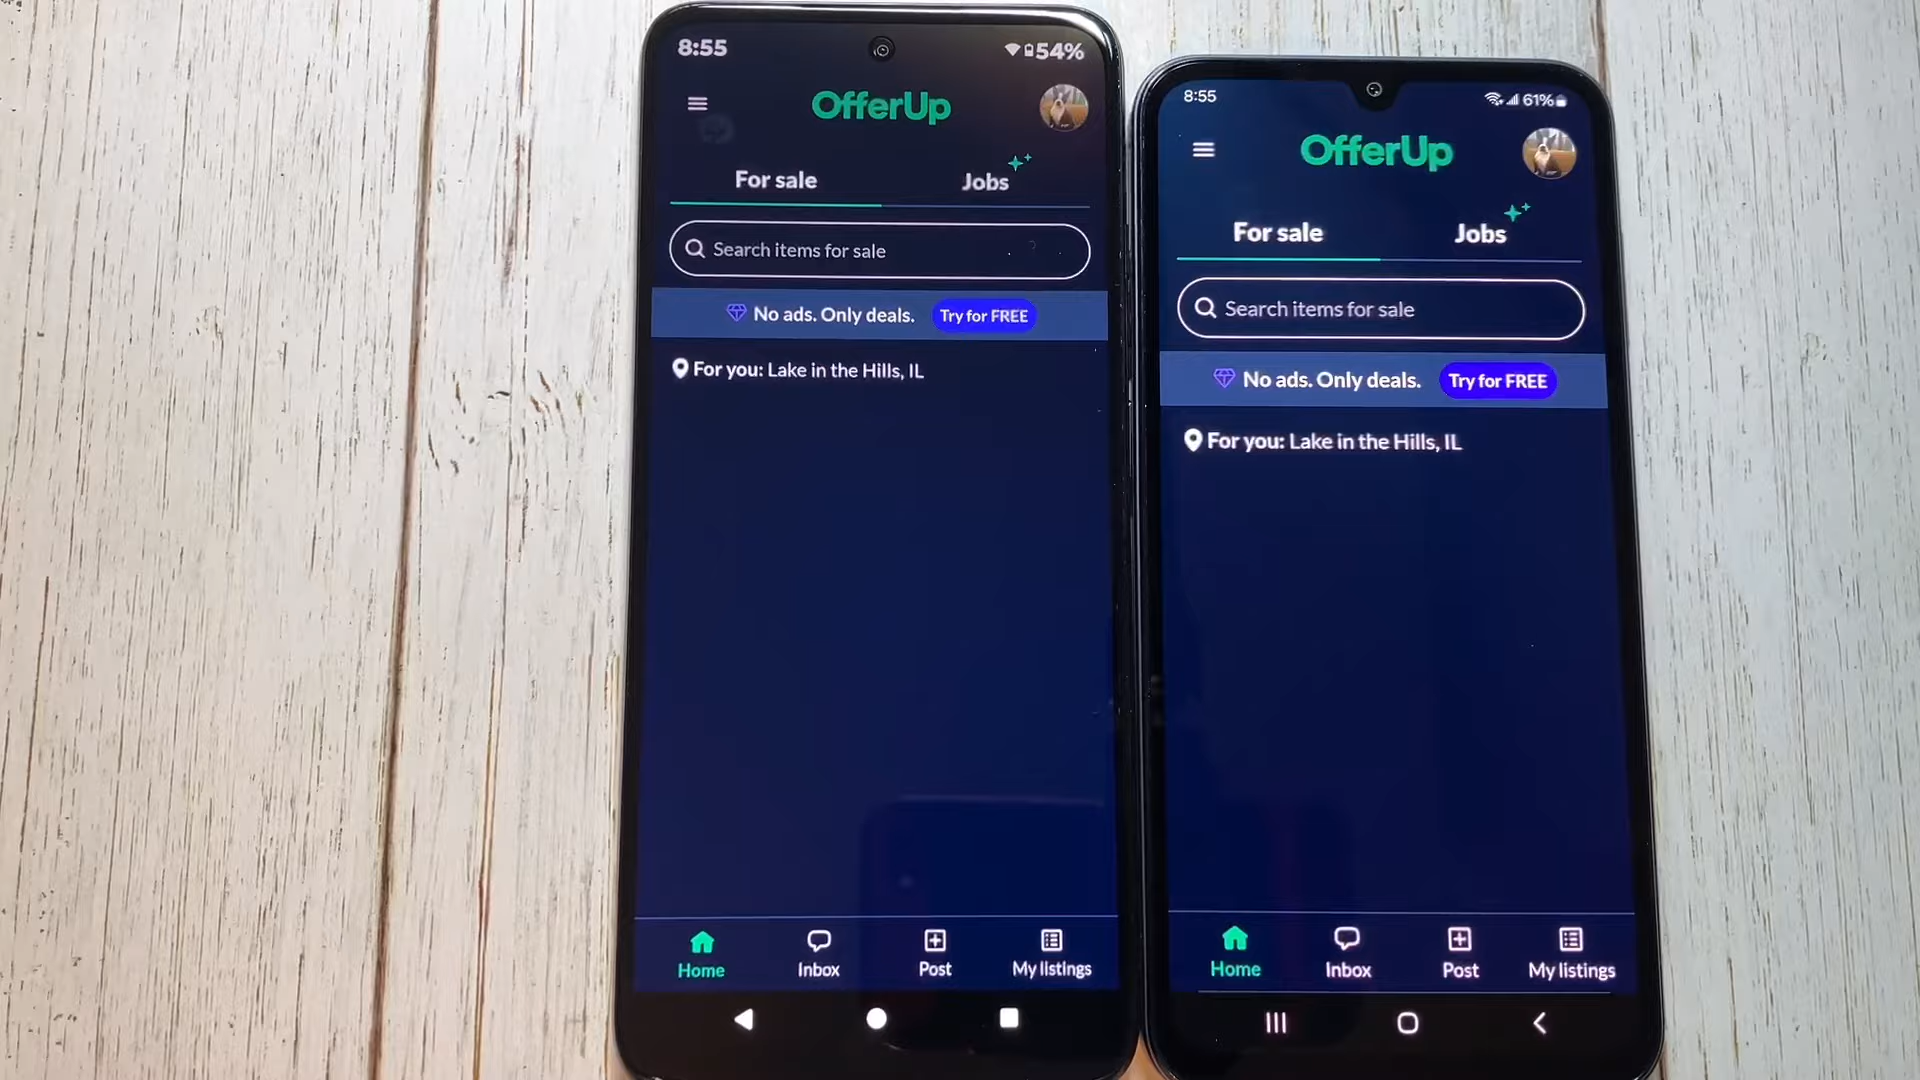 8:55
54%
OfferUp
For sale
Jobs
Search items for sale
No ads. Only deals.
Try for FREE
For you: Lake in the Hills, IL
Home
Inbox
Post
My listings
8:55
61%
OfferUp
For sale
Jobs
Search items for sale
No ads. Only deals.
Try for FREE
For you: Lake in the Hills, IL
Home
Inbox
Post
My listings